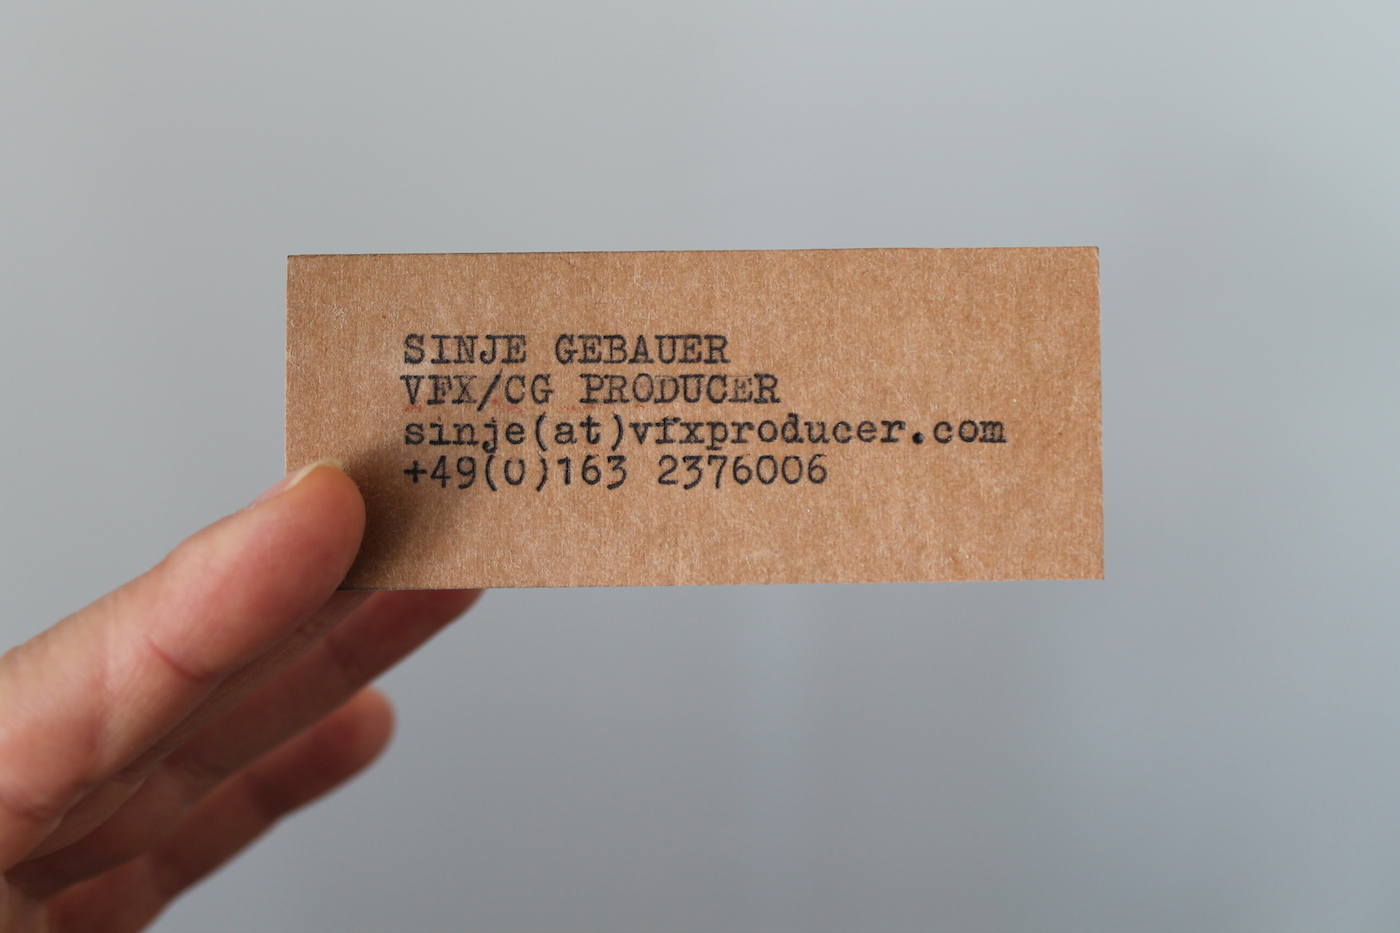 SINJE GEBAUER
VFX/CG PRODUCER
sinje(at)vfxproducer.com
+49(0)163 2376006